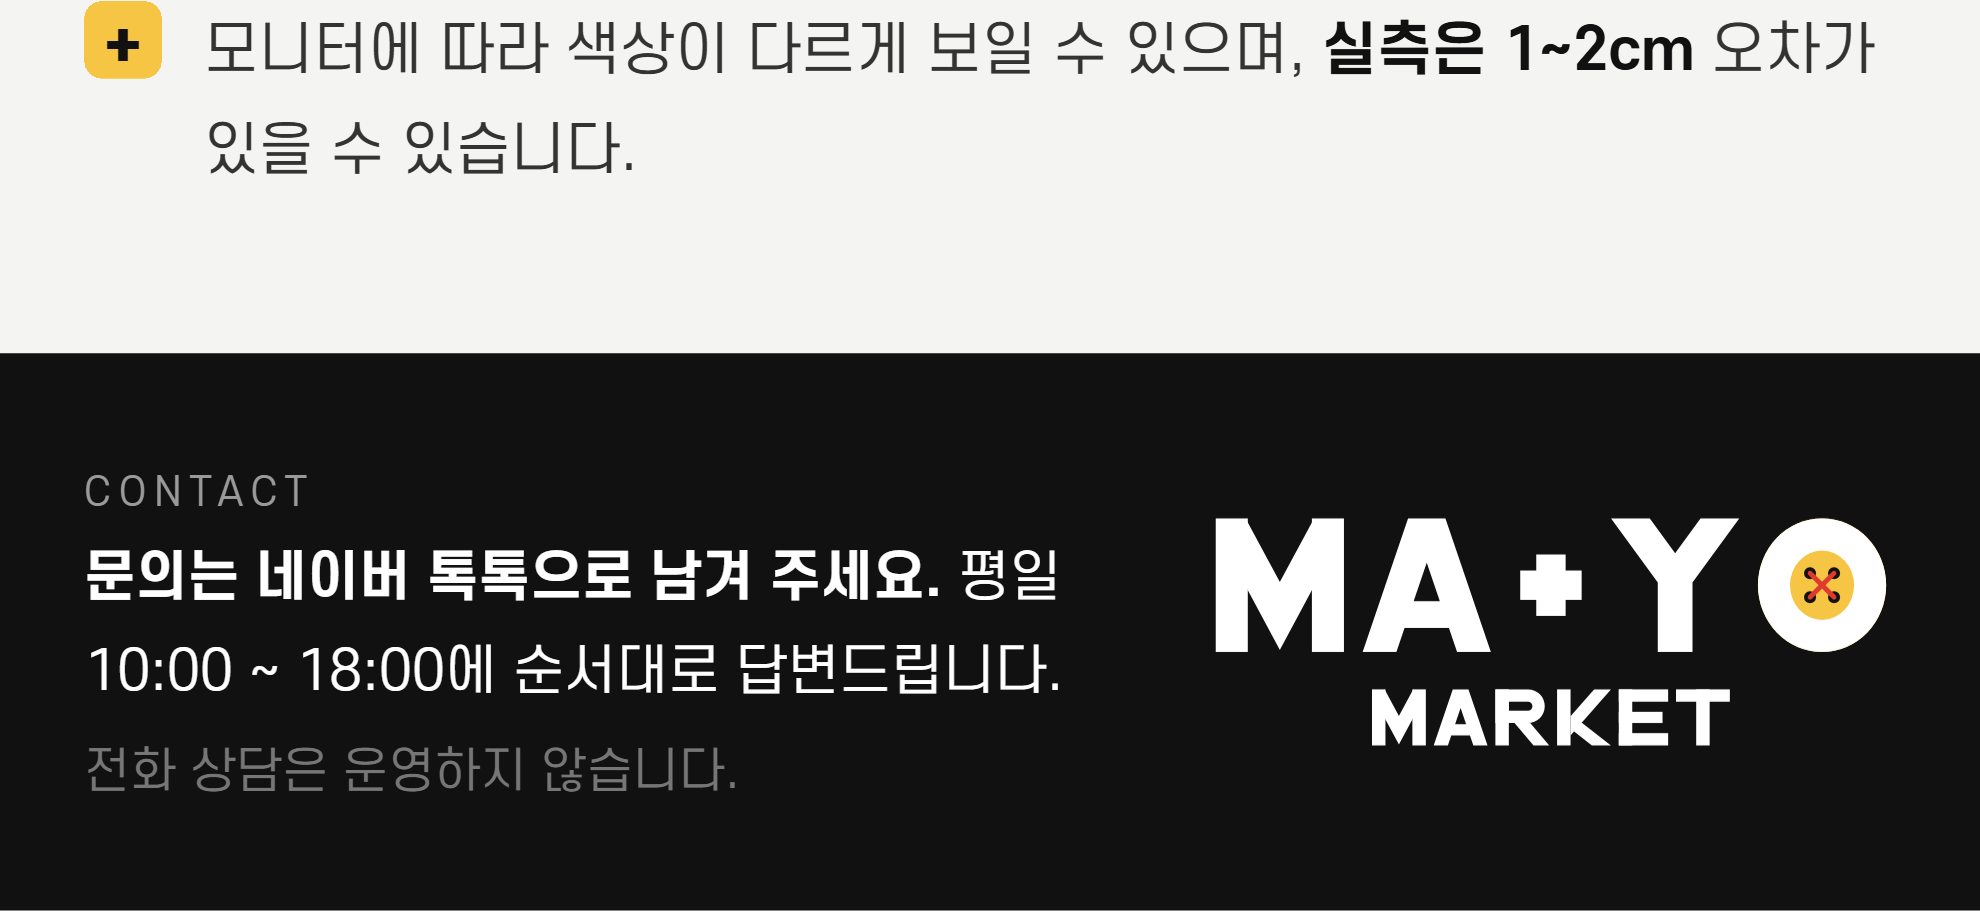 + 모니터에 따라 색상이 다르게 보일 수 있으며, 실측은 1~2cm 오차가
있을 수 있습니다.
CONTACT
문의는 네이버 톡톡으로 남겨 주세요. 평일
10:00 ~ 18:00에 순서대로 답변드립니다.
전화 상담은 운영하지 않습니다.
MA+YO
MARKET